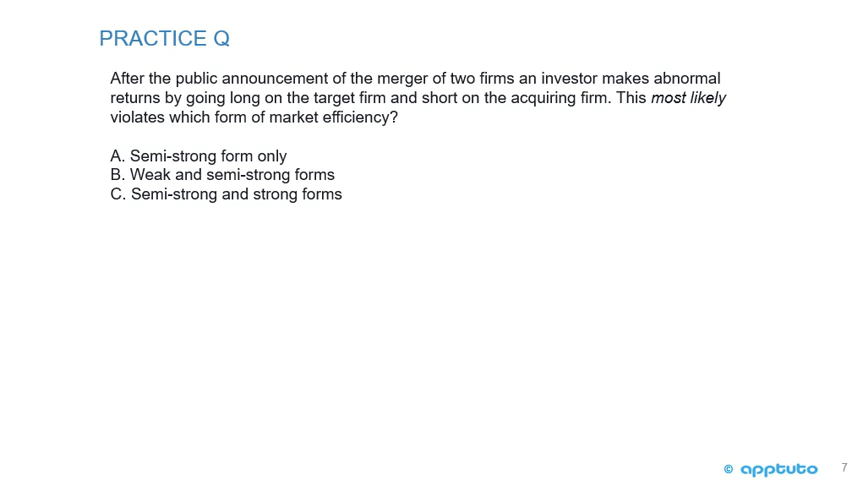 PRACTICE Q
After the public announcement of the merger of two firms an investor makes abnormal
returns by going long on the target firm and short on the acquiring firm. This most likely
violates which form of market efficiency?
A. Semi-strong form only
B. Weak and semi-strong forms
C. Semi-strong and strong forms
© apptuto
7